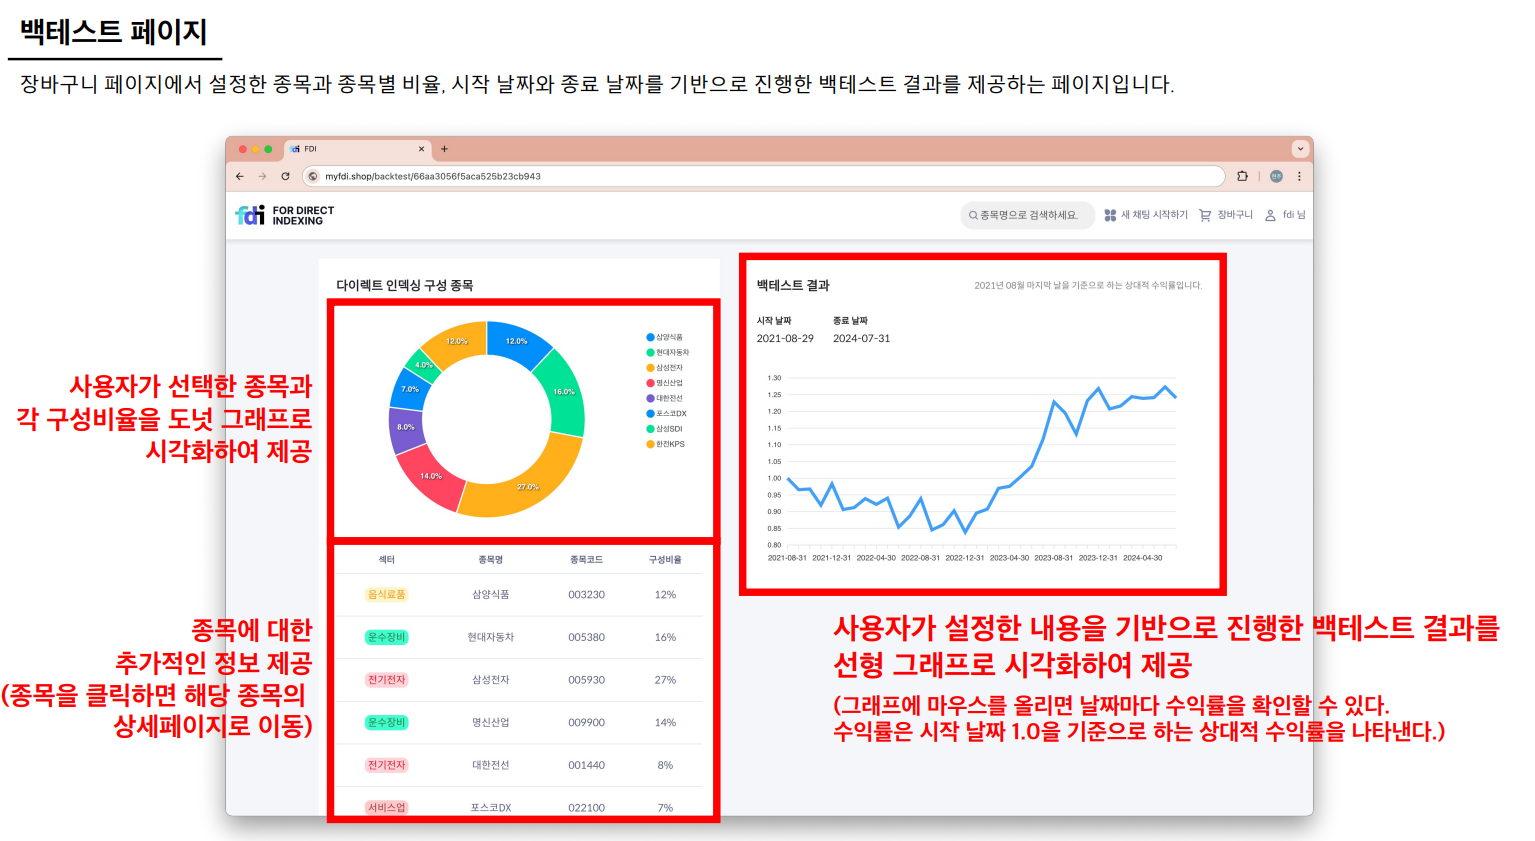 백테스트 페이지
장바구니 페이지에서 설정한 종목과 종목별 비율, 시작 날짜와 종료 날짜를 기반으로 진행한 백테스트 결과를 제공하는 페이지입니다.
fdi FDI
myfdi.shop/backtest/66aa3056f5aca525b23cb943
fdi FOR DIRECT
INDEXING
종목명으로 검색하세요.
새 채팅 시작하기
장바구니
fdi 님
다이렉트 인덱싱 구성 종목
12.0%
12.0%
4.0%
16.0%
7.0%
8.0%
14.0%
27.0%
삼양식품
현대자동차
삼성전자
명신산업
대한전선
포스코DX
삼성SDI
한전KPS
사용자가 선택한 종목과
각 구성비율을 도넛 그래프로
시각화하여 제공
섹터 종목명 종목코드 구성비율
음식료품 삼양식품 003230 12%
운수장비 현대자동차 005380 16%
전기전자 삼성전자 005930 27%
운수장비 명신산업 009900 14%
전기전자 대한전선 001440 8%
서비스업 포스코DX 022100 7%
종목에 대한
추가적인 정보 제공
(종목을 클릭하면 해당 종목의
상세페이지로 이동)
백테스트 결과
2021년 08월 마지막 날을 기준으로 하는 상대적 수익률입니다.
시작 날짜 종료 날짜
2021-08-29 2024-07-31
1.30
1.25
1.20
1.15
1.10
1.05
1.00
0.95
0.90
0.85
0.80
2021-08-31 2021-12-31 2022-04-30 2022-08-31 2022-12-31 2023-04-30 2023-08-31 2023-12-31 2024-04-30
사용자가 설정한 내용을 기반으로 진행한 백테스트 결과를
선형 그래프로 시각화하여 제공
(그래프에 마우스를 올리면 날짜마다 수익률을 확인할 수 있다.
수익률은 시작 날짜 1.0을 기준으로 하는 상대적 수익률을 나타낸다.)